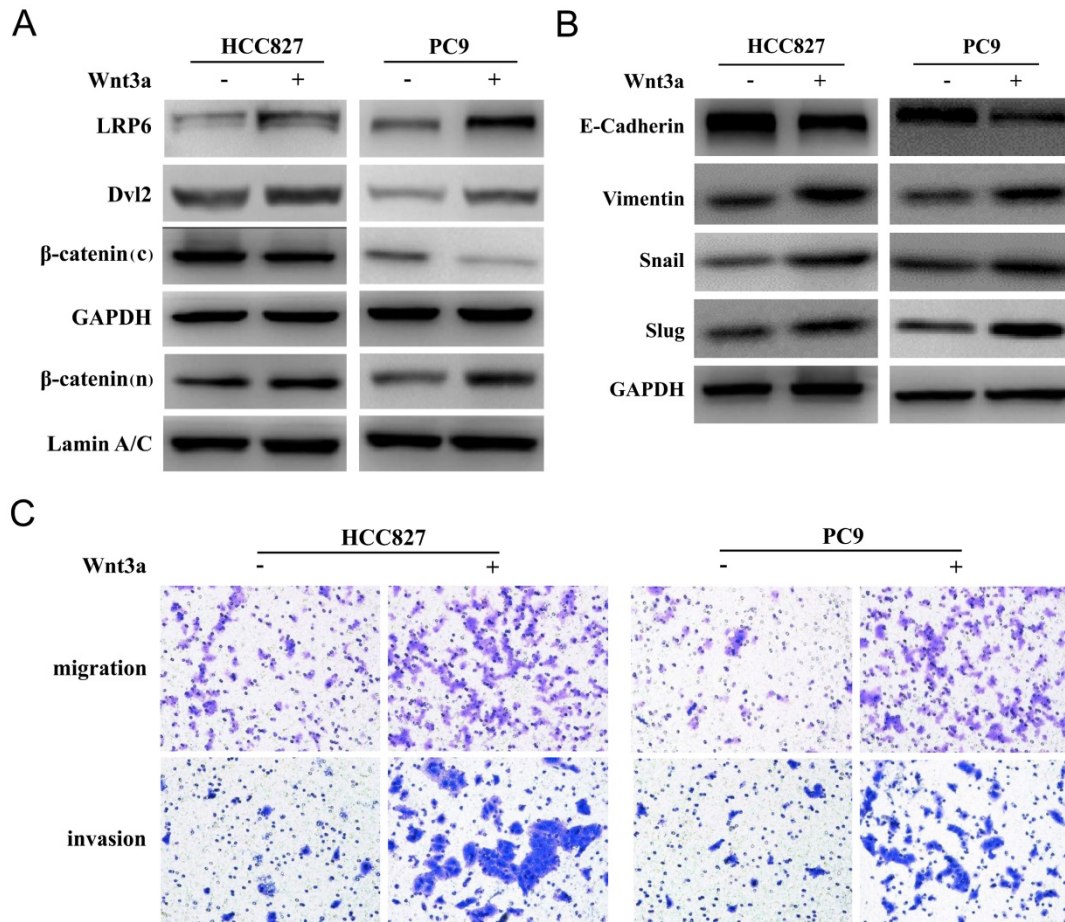 A
HCC827 PC9
Wnt3a - + - +
LRP6
Dvl2
β-catenin(c)
GAPDH
β-catenin(n)
Lamin A/C
B
HCC827 PC9
Wnt3a - + - +
E-Cadherin
Vimentin
Snail
Slug
GAPDH
C
HCC827 PC9
Wnt3a - + - +
migration
invasion